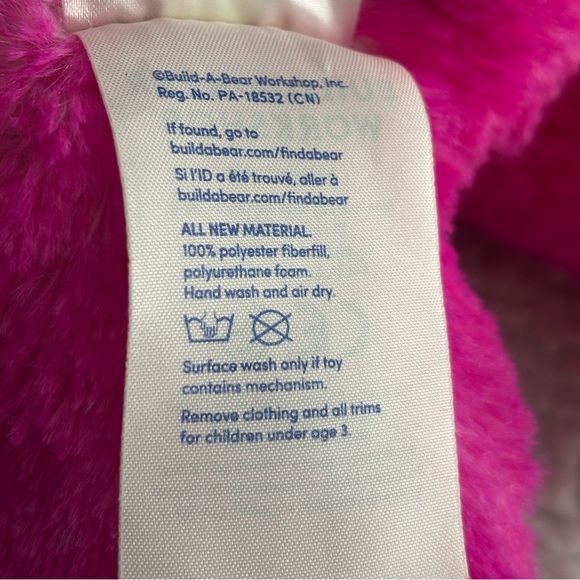 ©Build-A-Bear Workshop, Inc.
Reg. No. PA-18532 (CN)
If found, go to
buildabear.com/findabear
Si l'ID a été trouvé, aller à
buildabear.com/findabear
ALL NEW MATERIAL.
100% polyester fiberfill,
polyurethane foam.
Hand wash and air dry.
Surface wash only if toy
contains mechanism.
Remove clothing and all trims
for children under age 3.